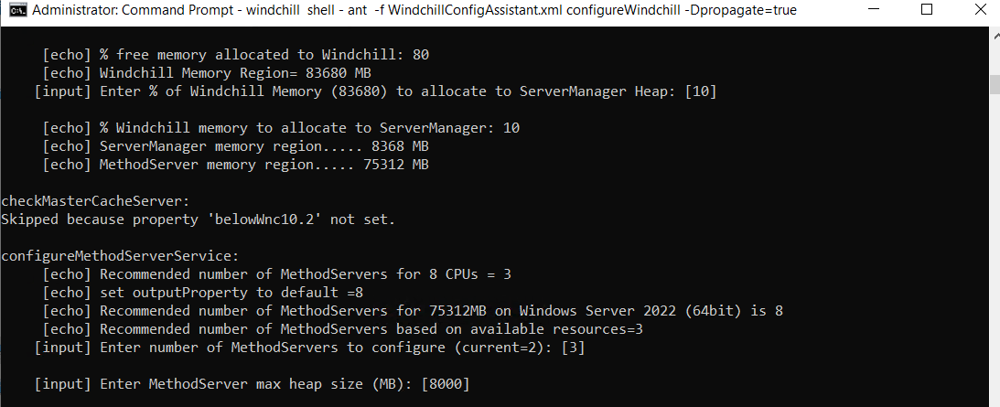 Administrator: Command Prompt - windchill  shell - ant  -f WindchillConfigAssistant.xml configureWindchill -Dpropagate=true
[echo] % free memory allocated to Windchill: 80
[echo] Windchill Memory Region= 83680 MB
[input] Enter % of Windchill Memory (83680) to allocate to ServerManager Heap: [10]
[echo] % Windchill memory to allocate to ServerManager: 10
[echo] ServerManager memory region..... 8368 MB
[echo] MethodServer memory region..... 75312 MB
checkMasterCacheServer:
Skipped because property 'belowWnc10.2' not set.
configureMethodServerService:
[echo] Recommended number of MethodServers for 8 CPUs = 3
[echo] set outputProperty to default =8
[echo] Recommended number of MethodServers for 75312MB on Windows Server 2022 (64bit) is 8
[echo] Recommended number of MethodServers based on available resources=3
[input] Enter number of MethodServers to configure (current=2): [3]
[input] Enter MethodServer max heap size (MB): [8000]